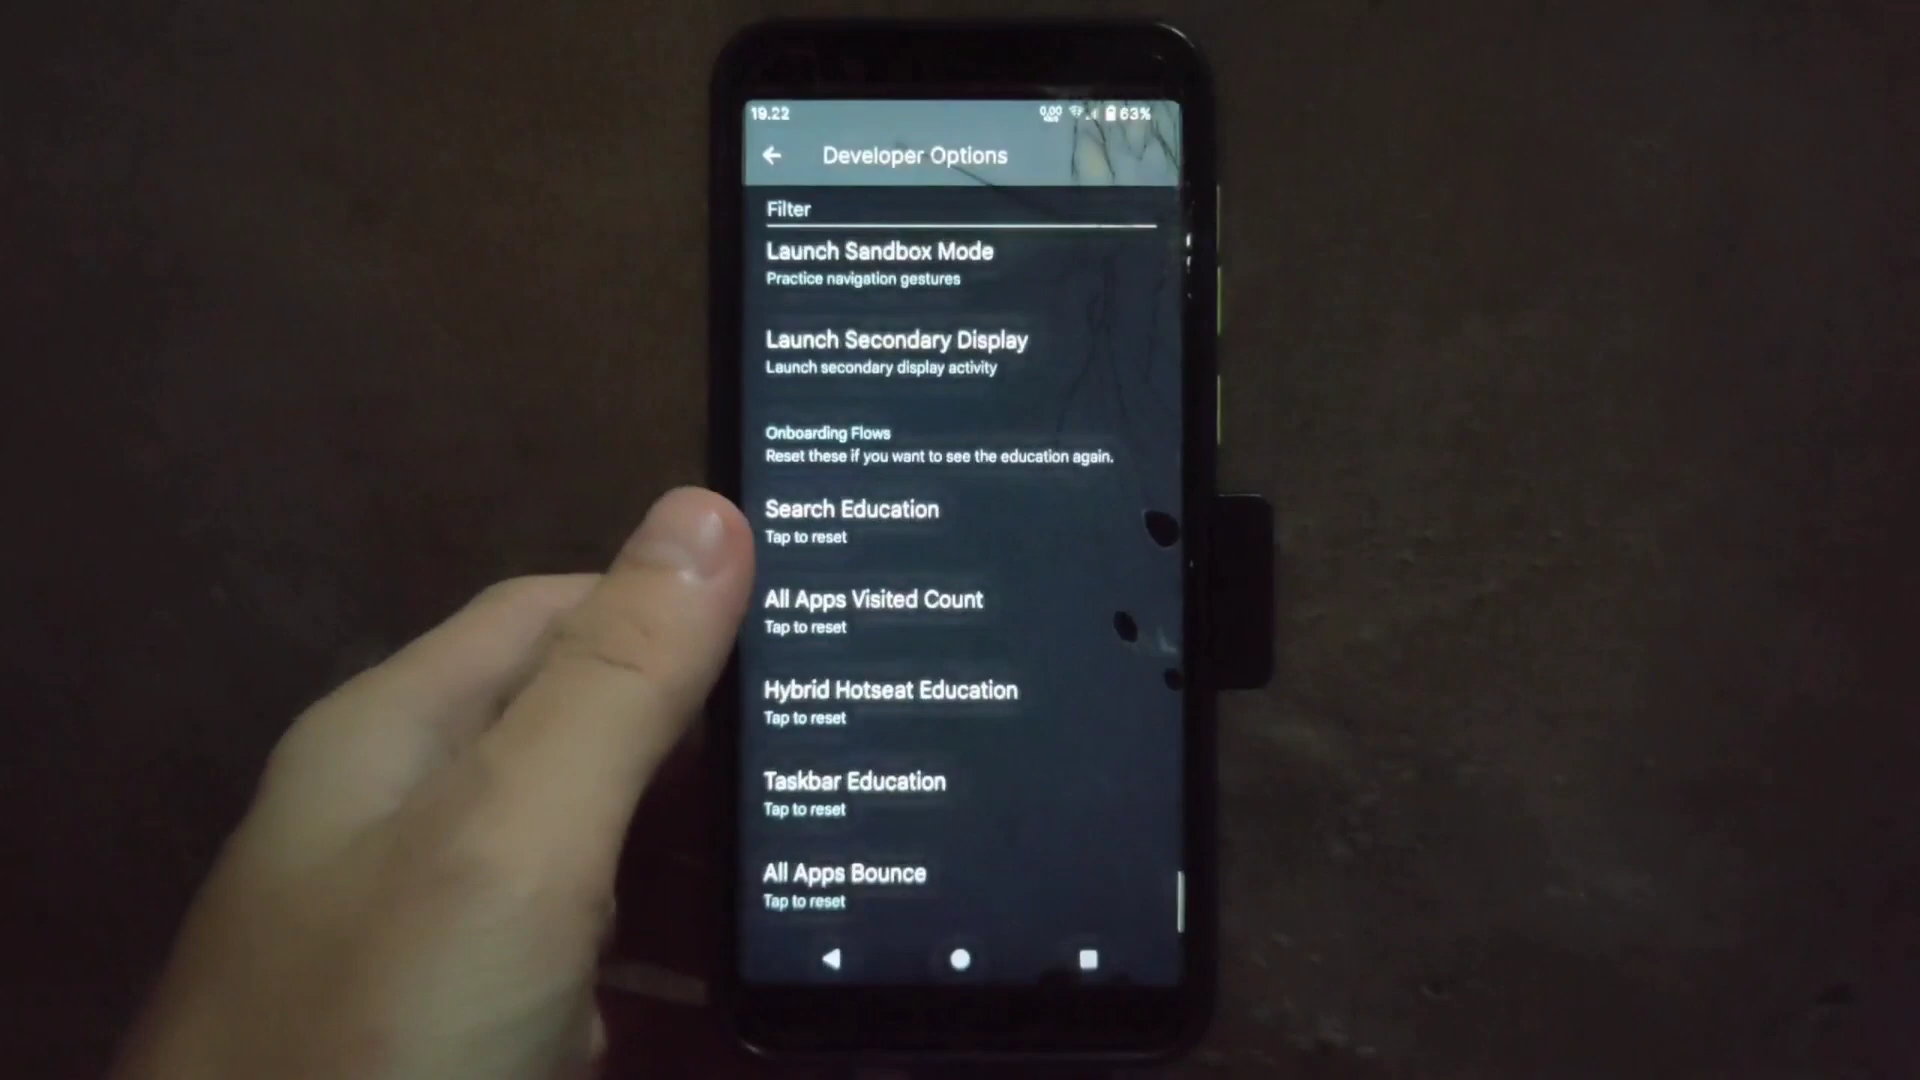 19.22
0,00
63%
Developer Options
Filter
Launch Sandbox Mode
Practice navigation gestures
Launch Secondary Display
Launch secondary display activity
Onboarding Flows
Reset these if you want to see the education again.
Search Education
Tap to reset
All Apps Visited Count
Tap to reset
Hybrid Hotseat Education
Tap to reset
Taskbar Education
Tap to reset
All Apps Bounce
Tap to reset